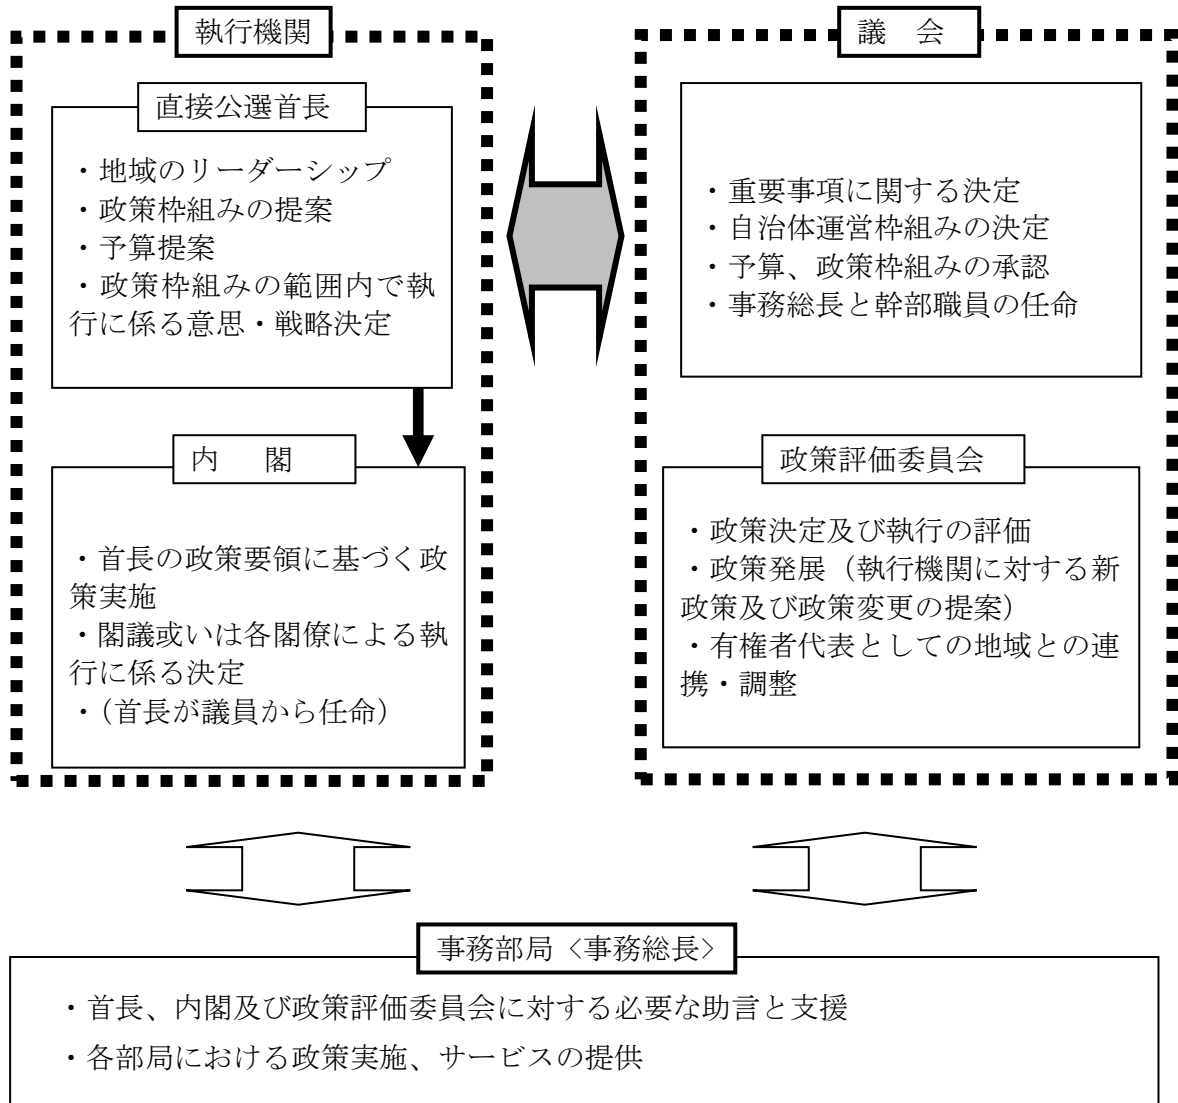 執行機関
直接公選首長
・地域のリーダーシップ
・政策枠組みの提案
・予算提案
・政策枠組みの範囲内で執
行に係る意思・戦略決定
内　閣
・首長の政策要領に基づく政
策実施
・閣議或いは各閣僚による執
行に係る決定
・（首長が議員から任命）
議　会
・重要事項に関する決定
・自治体運営枠組みの決定
・予算、政策枠組みの承認
・事務総長と幹部職員の任命
政策評価委員会
・政策決定及び執行の評価
・政策発展（執行機関に対する新
政策及び政策変更の提案）
・有権者代表としての地域との連
携・調整
事務部局〈事務総長〉
・首長、内閣及び政策評価委員会に対する必要な助言と支援
・各部局における政策実施、サービスの提供